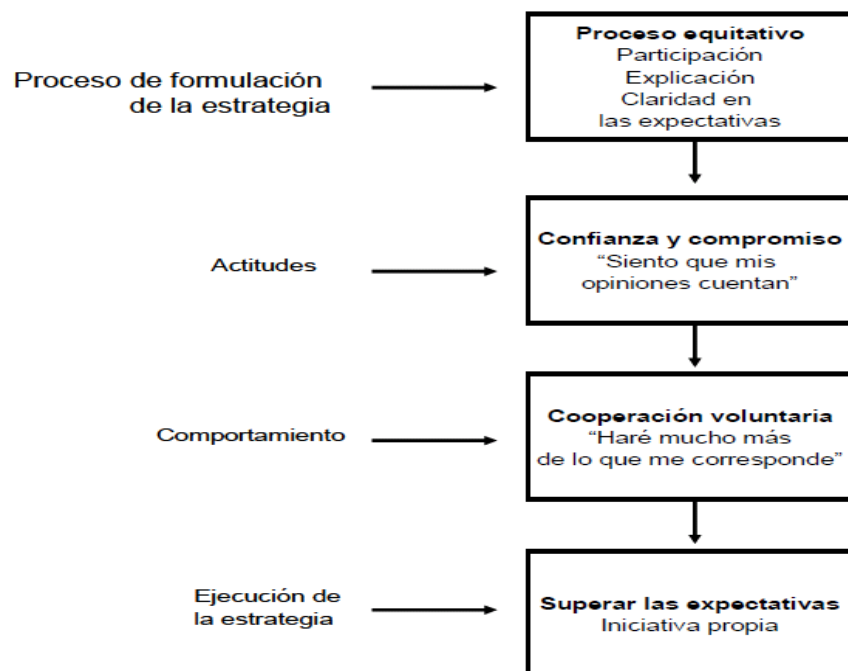 Proceso de formulación
de la estrategia
Proceso equitativo
Participación
Explicación
Claridad en
las expectativas
Actitudes
Confianza y compromiso
“Siento que mis
opiniones cuentan”
Comportamiento
Cooperación voluntaria
“Haré mucho más
de lo que me corresponde”
Ejecución de
la estrategia
Superar las expectativas
Iniciativa propia